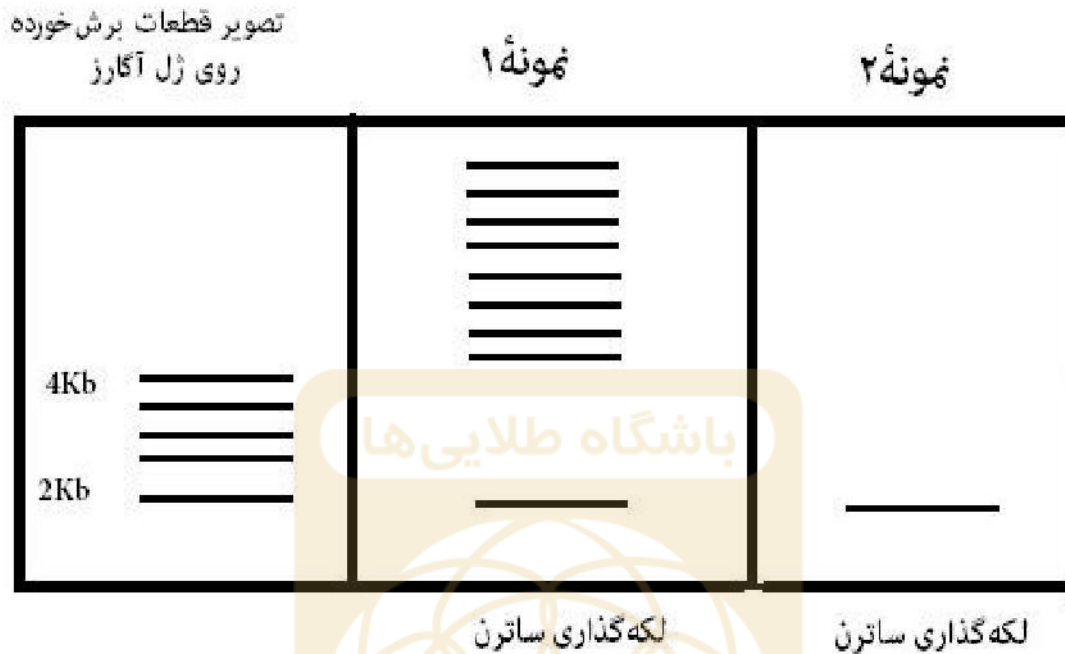 تصویر قطعات برش‌خورده
روی ژل آگارز
نمونهٔ ۱
نمونهٔ ۲
4Kb
2Kb
باشگاه طلایی‌ها
لکه‌گذاری ساترن
لکه‌گذاری ساترن